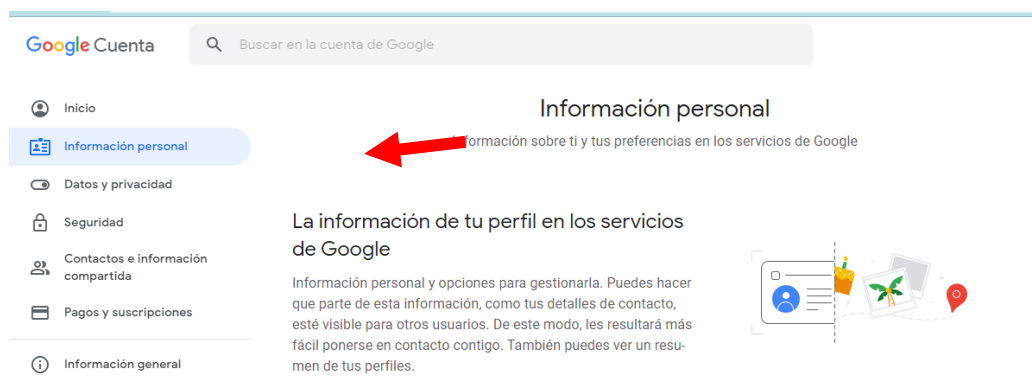 Google Cuenta
Buscar en la cuenta de Google
Inicio
Información personal
Datos y privacidad
Seguridad
Contactos e información
compartida
Pagos y suscripciones
Información general
Información personal
formación sobre ti y tus preferencias en los servicios de Google
La información de tu perfil en los servicios
de Google
Información personal y opciones para gestionarla. Puedes hacer
que parte de esta información, como tus detalles de contacto,
esté visible para otros usuarios. De este modo, les resultará más
fácil ponerse en contacto contigo. También puedes ver un resu-
men de tus perfiles.